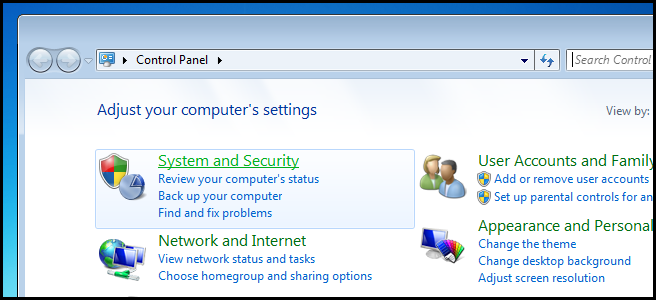 Control Panel
Search Control
Adjust your computer's settings
View by:
System and Security
Review your computer's status
Back up your computer
Find and fix problems
Network and Internet
View network status and tasks
Choose homegroup and sharing options
User Accounts and Family
Add or remove user accounts
Set up parental controls for an
Appearance and Personal
Change the theme
Change desktop background
Adjust screen resolution